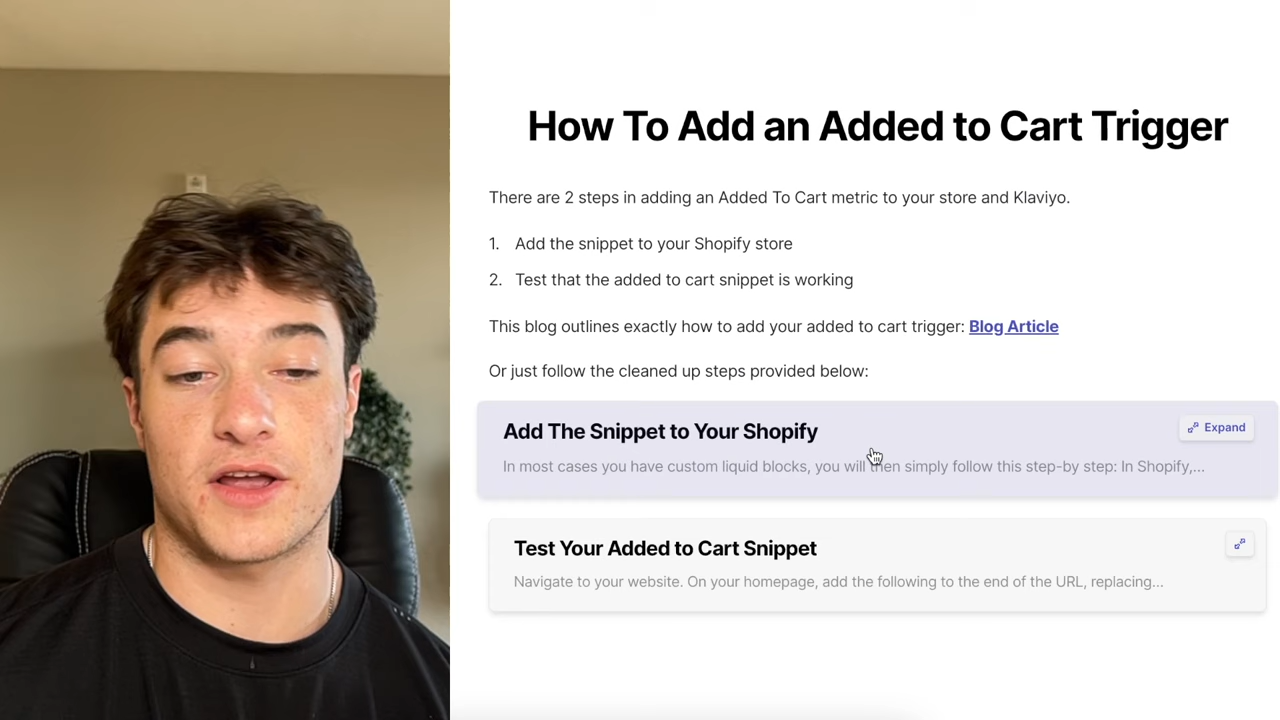 How To Add an Added to Cart Trigger
There are 2 steps in adding an Added To Cart metric to your store and Klaviyo.
1. Add the snippet to your Shopify store
2. Test that the added to cart snippet is working
This blog outlines exactly how to add your added to cart trigger: Blog Article
Or just follow the cleaned up steps provided below:
Add The Snippet to Your Shopify
Expand
In most cases you have custom liquid blocks, you will then simply follow this step-by step: In Shopify,...
Test Your Added to Cart Snippet
Navigate to your website. On your homepage, add the following to the end of the URL, replacing...